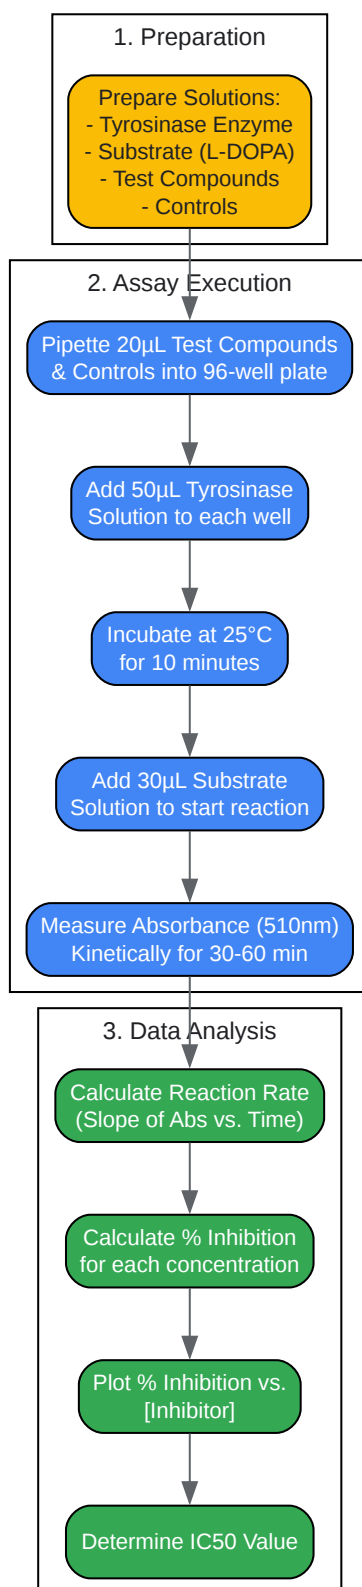 1. Preparation
Prepare Solutions:
- Tyrosinase Enzyme
- Substrate (L-DOPA)
- Test Compounds
- Controls
2. Assay Execution
Pipette 20µL Test Compounds
& Controls into 96-well plate
Add 50µL Tyrosinase
Solution to each well
Incubate at 25°C
for 10 minutes
Add 30µL Substrate
Solution to start reaction
Measure Absorbance (510nm)
Kinetically for 30-60 min
3. Data Analysis
Calculate Reaction Rate
(Slope of Abs vs. Time)
Calculate % Inhibition
for each concentration
Plot % Inhibition vs.
[Inhibitor]
Determine IC50 Value